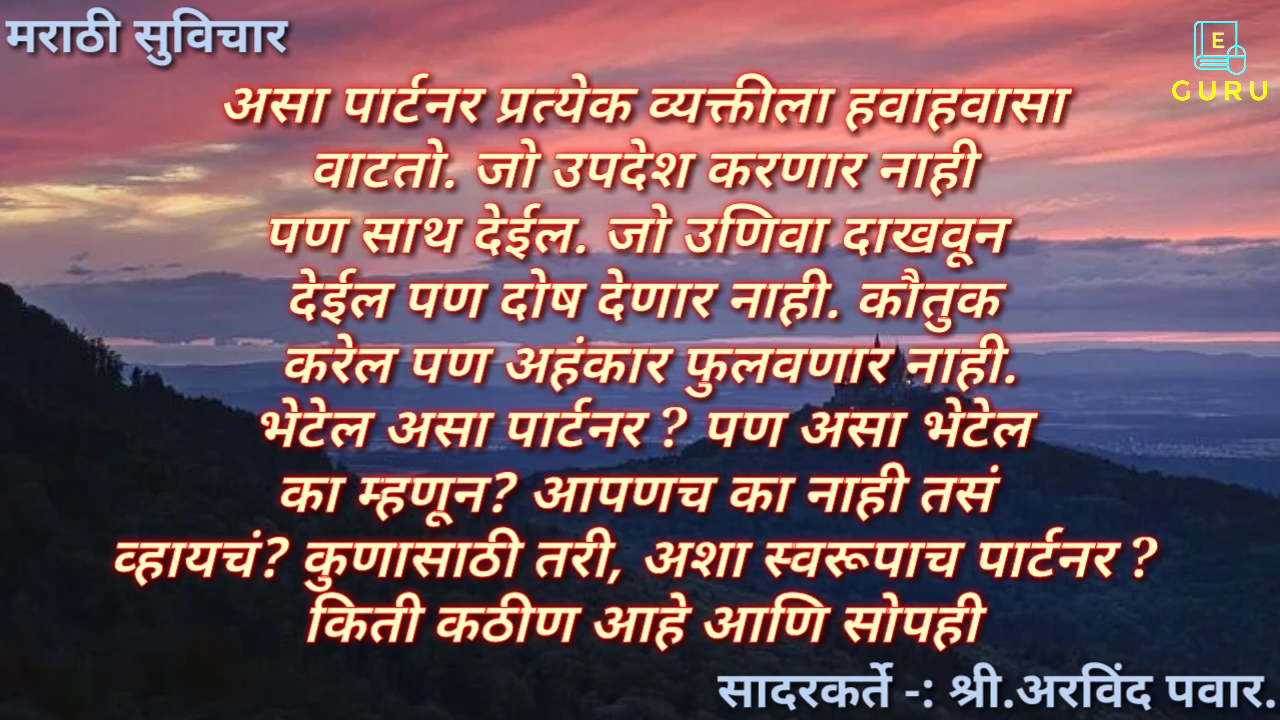 मराठी सुविचार
E
GURU
असा पार्टनर प्रत्येक व्यक्तीला हवाहवासा
वाटतो. जो उपदेश करणार नाही
पण साथ देईल. जो उणिवा दाखवून
देईल पण दोष देणार नाही. कौतुक
करेल पण अहंकार फुलवणार नाही.
भेटेल असा पार्टनर ? पण असा भेटेल
का म्हणून? आपणच का नाही तसं
व्हायचं? कुणासाठी तरी, अशा स्वरूपाच पार्टनर ?
किती कठीण आहे आणि सोपही
सादरकर्ते -: श्री.अरविंद पवार.